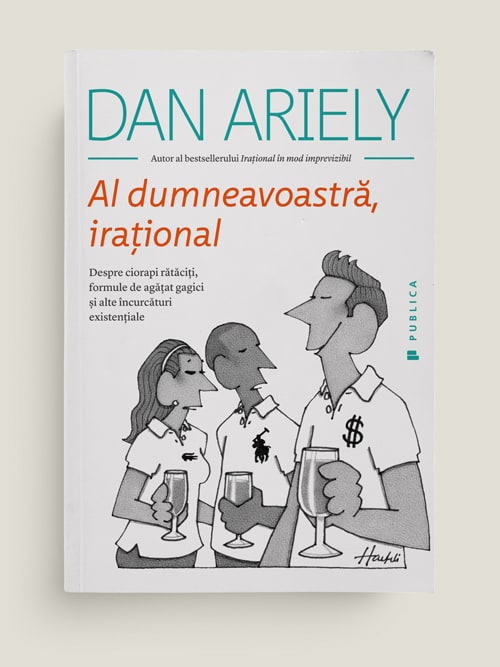 DAN ARIELY
Autor al bestsellerului Irațional în mod imprevizibil
Al dumneavoastră,
irațional
Despre ciorapi rătăciți,
formule de agățat gagici
și alte încurcături
existențiale
PUBLICA
$